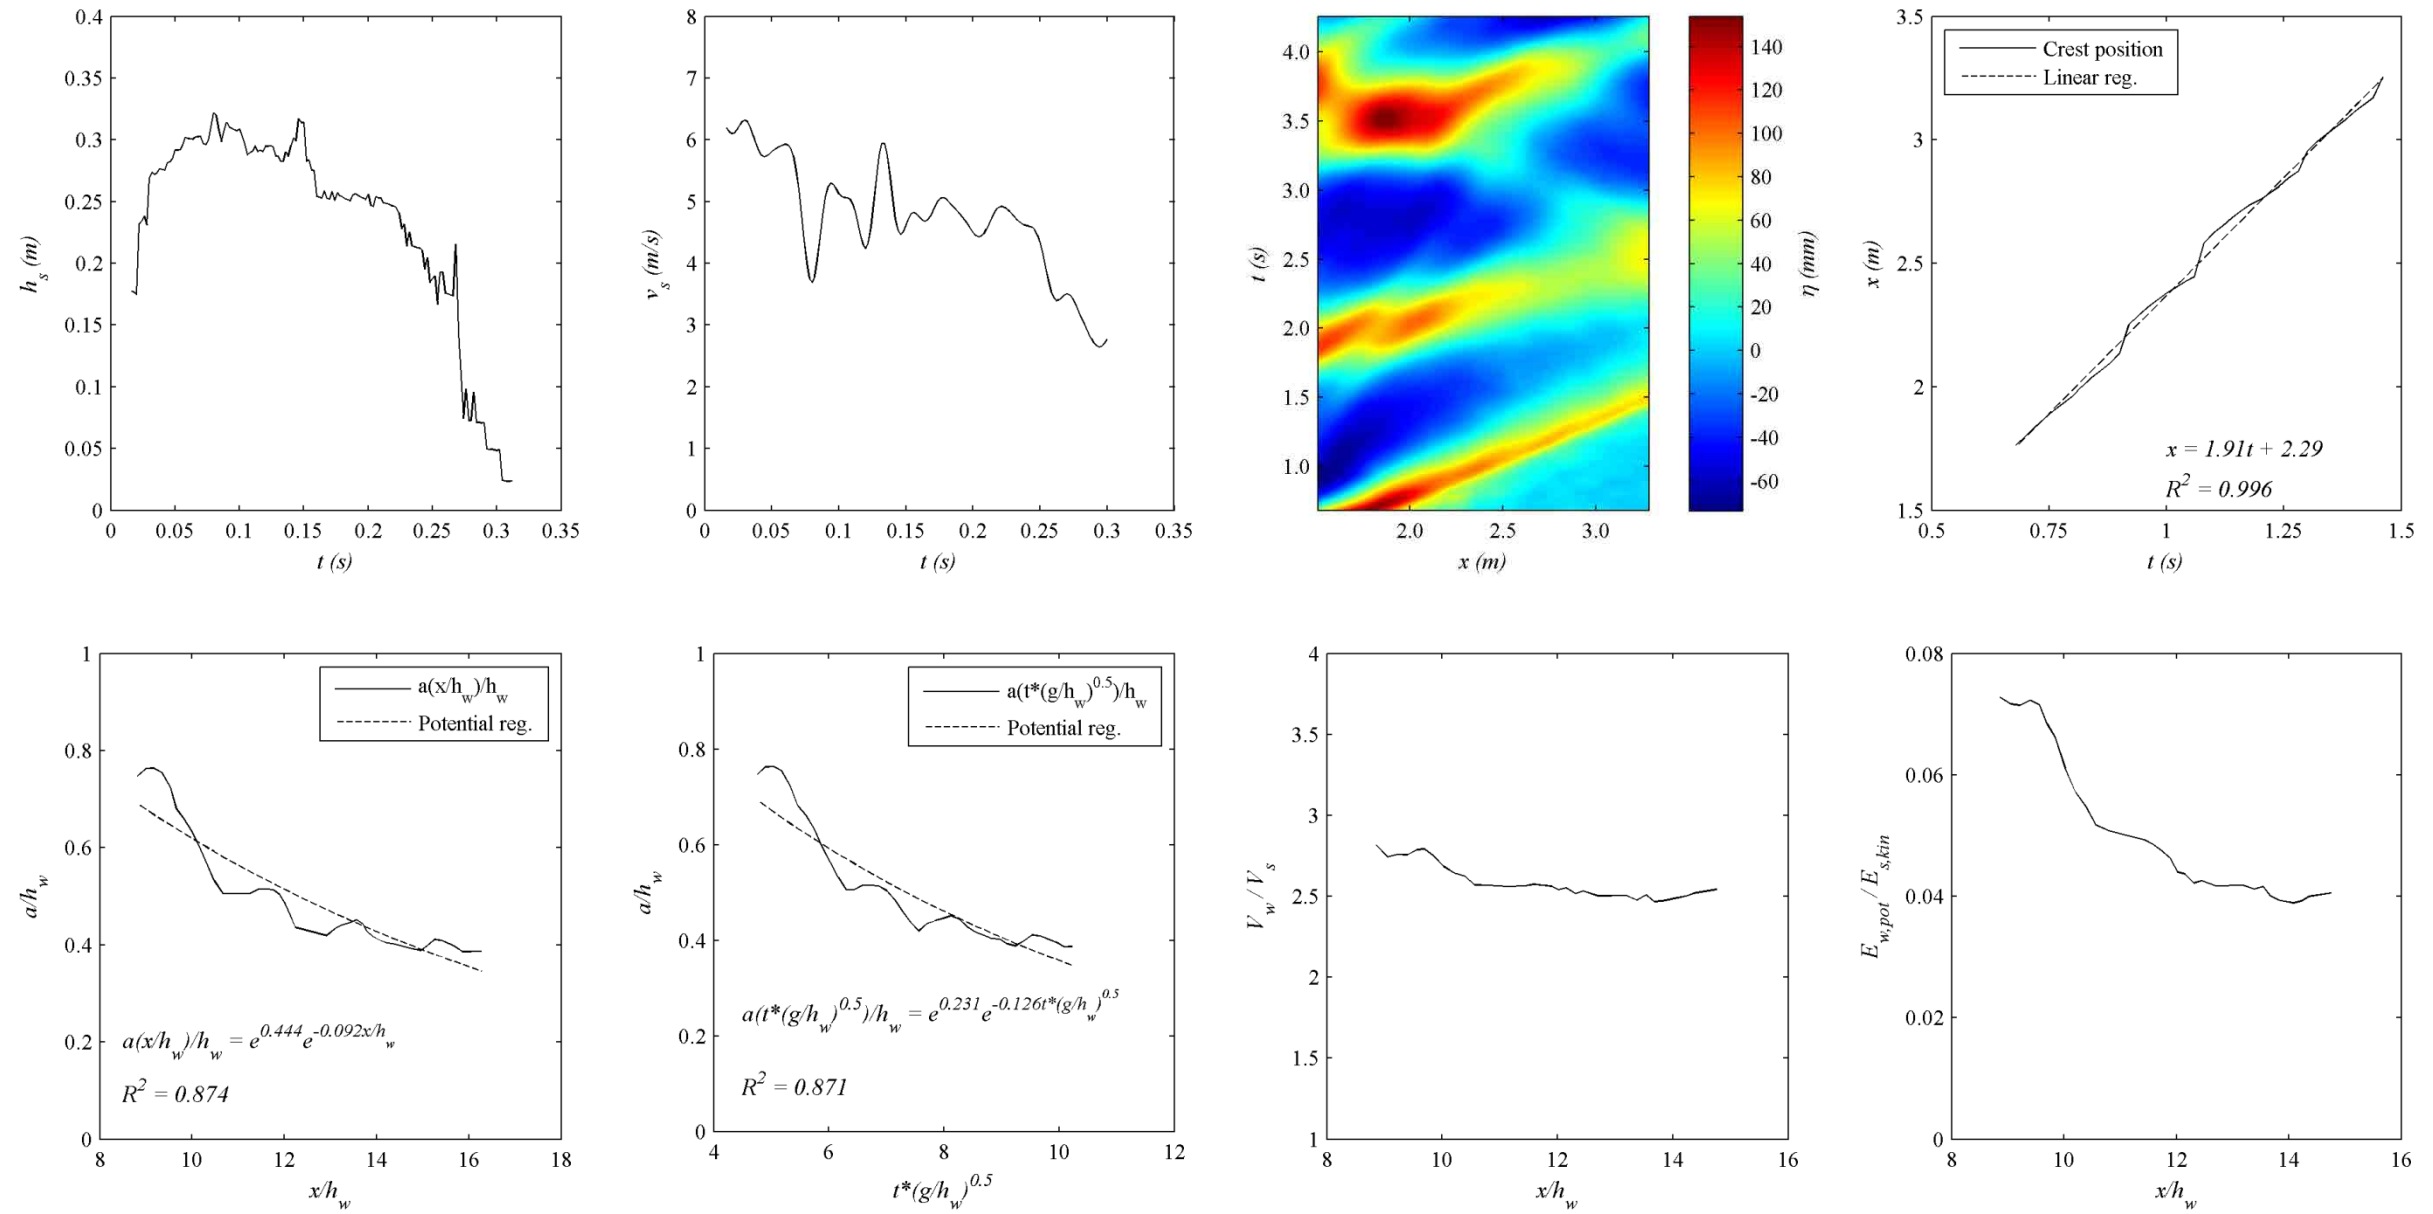 0.4
0.35
0.3
0.25
0.2
0.15
0.1
0.05
0
h_s (m)
0 0.05 0.1 0.15 0.2 0.25 0.3 0.35
t (s)
8
7
6
5
4
3
2
1
0
v_s (m/s)
0 0.05 0.1 0.15 0.2 0.25 0.3 0.35
t (s)
4.0
3.5
3.0
2.5
2.0
1.5
1.0
t (s)
2.0 2.5 3.0
x (m)
140
120
100
80
60
40
20
0
-20
-40
-60
η (mm)
3.5
3
2.5
2
1.5
x (m)
Crest position
Linear reg.
x = 1.91t + 2.29
R^2 = 0.996
0.5 0.75 1 1.25 1.5
t (s)
1
0.8
0.6
0.4
0.2
0
a/h_w
a(x/h_w)/h_w
Potential reg.
a(x/h_w)/h_w = e^0.444e^-0.092x/h_w
R^2 = 0.874
8 10 12 14 16 18
x/h_w
1
0.8
0.6
0.4
0.2
0
a/h_w
a(t*(g/h_w)^0.5)/h_w
Potential reg.
a(t*(g/h_w)^0.5)/h_w = e^0.231e^-0.126t*(g/h_w)^0.5
R^2 = 0.871
4 6 8 10 12
t*(g/h_w)^0.5
4
3.5
3
2.5
2
1.5
1
V_w / V_s
8 10 12 14 16
x/h_w
0.08
0.06
0.04
0.02
0
E_w,pot / E_s,kin
8 10 12 14 16
x/h_w